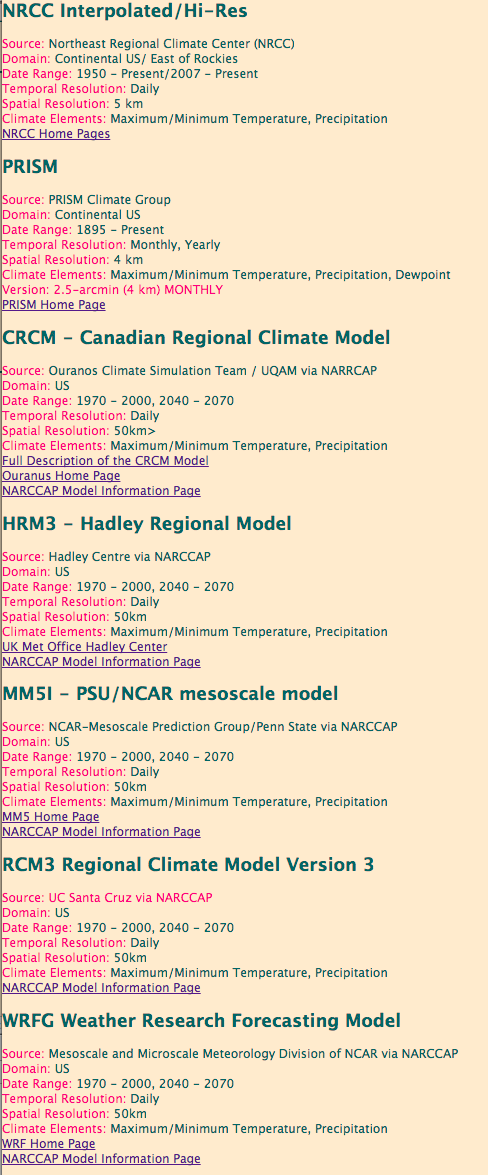 NRCC Interpolated/Hi-Res
Source: Northeast Regional Climate Center (NRCC)
Domain: Continental US/ East of Rockies
Date Range: 1950 - Present/2007 - Present
Temporal Resolution: Daily
Spatial Resolution: 5 km
Climate Elements: Maximum/Minimum Temperature, Precipitation
NRCC Home Pages
PRISM
Source: PRISM Climate Group
Domain: Continental US
Date Range: 1895 - Present
Temporal Resolution: Monthly, Yearly
Spatial Resolution: 4 km
Climate Elements: Maximum/Minimum Temperature, Precipitation, Dewpoint
Version: 2.5-arcmin (4 km) MONTHLY
PRISM Home Page
CRCM - Canadian Regional Climate Model
Source: Ouranos Climate Simulation Team / UQAM via NARRCAP
Domain: US
Date Range: 1970 - 2000, 2040 - 2070
Temporal Resolution: Daily
Spatial Resolution: 50km>
Climate Elements: Maximum/Minimum Temperature, Precipitation
Full Description of the CRCM Model
Ouranus Home Page
NARCCAP Model Information Page
HRM3 - Hadley Regional Model
Source: Hadley Centre via NARCCAP
Domain: US
Date Range: 1970 - 2000, 2040 - 2070
Temporal Resolution: Daily
Spatial Resolution: 50km
Climate Elements: Maximum/Minimum Temperature, Precipitation
UK Met Office Hadley Center
NARCCAP Model Information Page
MM5I - PSU/NCAR mesoscale model
Source: NCAR-Mesoscale Prediction Group/Penn State via NARCCAP
Domain: US
Date Range: 1970 - 2000, 2040 - 2070
Temporal Resolution: Daily
Spatial Resolution: 50km
Climate Elements: Maximum/Minimum Temperature, Precipitation
MM5 Home Page
NARCCAP Model Information Page
RCM3 Regional Climate Model Version 3
Source: UC Santa Cruz via NARCCAP
Domain: US
Date Range: 1970 - 2000, 2040 - 2070
Temporal Resolution: Daily
Spatial Resolution: 50km
Climate Elements: Maximum/Minimum Temperature, Precipitation
NARCCAP Model Information Page
WRFG Weather Research Forecasting Model
Source: Mesoscale and Microscale Meteorology Division of NCAR via NARCCAP
Domain: US
Date Range: 1970 - 2000, 2040 - 2070
Temporal Resolution: Daily
Spatial Resolution: 50km
Climate Elements: Maximum/Minimum Temperature, Precipitation
WRF Home Page
NARCCAP Model Information Page